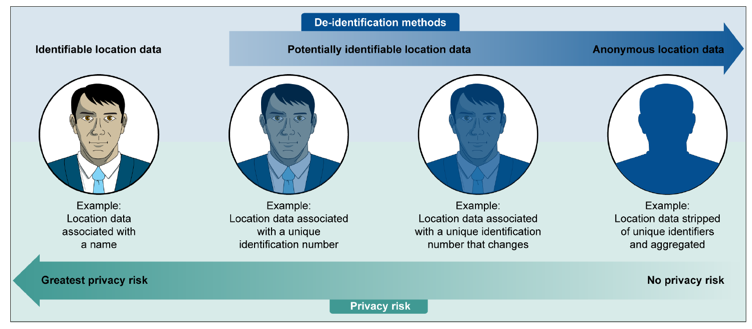 De-identification methods
Identifiable location data
Potentially identifiable location data
Anonymous location data
Example:
Location data
associated with
a name
Example:
Location data associated
with a unique
identification number
Example:
Location data associated
with a unique identification
number that changes
Example:
Location data stripped
of unique identifiers
and aggregated
Greatest privacy risk
No privacy risk
Privacy risk